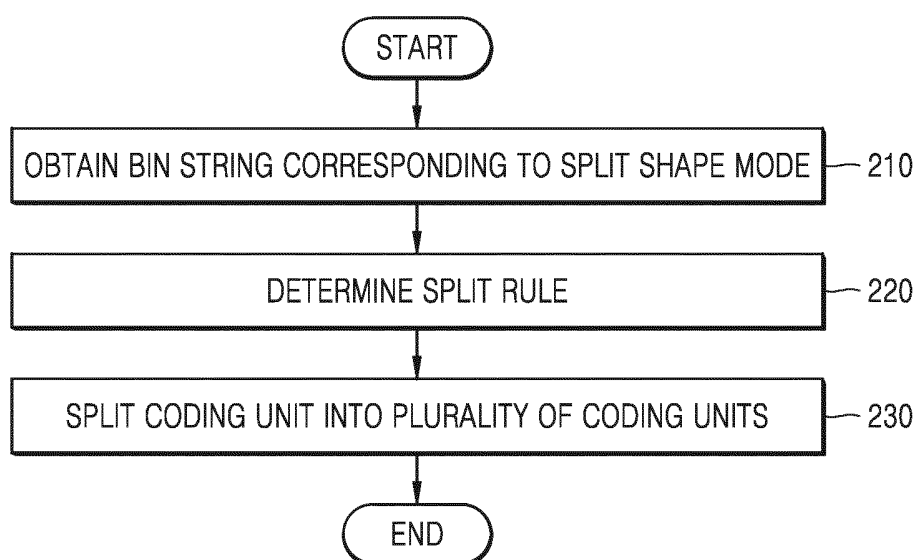 START
OBTAIN BIN STRING CORRESPONDING TO SPLIT SHAPE MODE
210
DETERMINE SPLIT RULE
220
SPLIT CODING UNIT INTO PLURALITY OF CODING UNITS
230
END